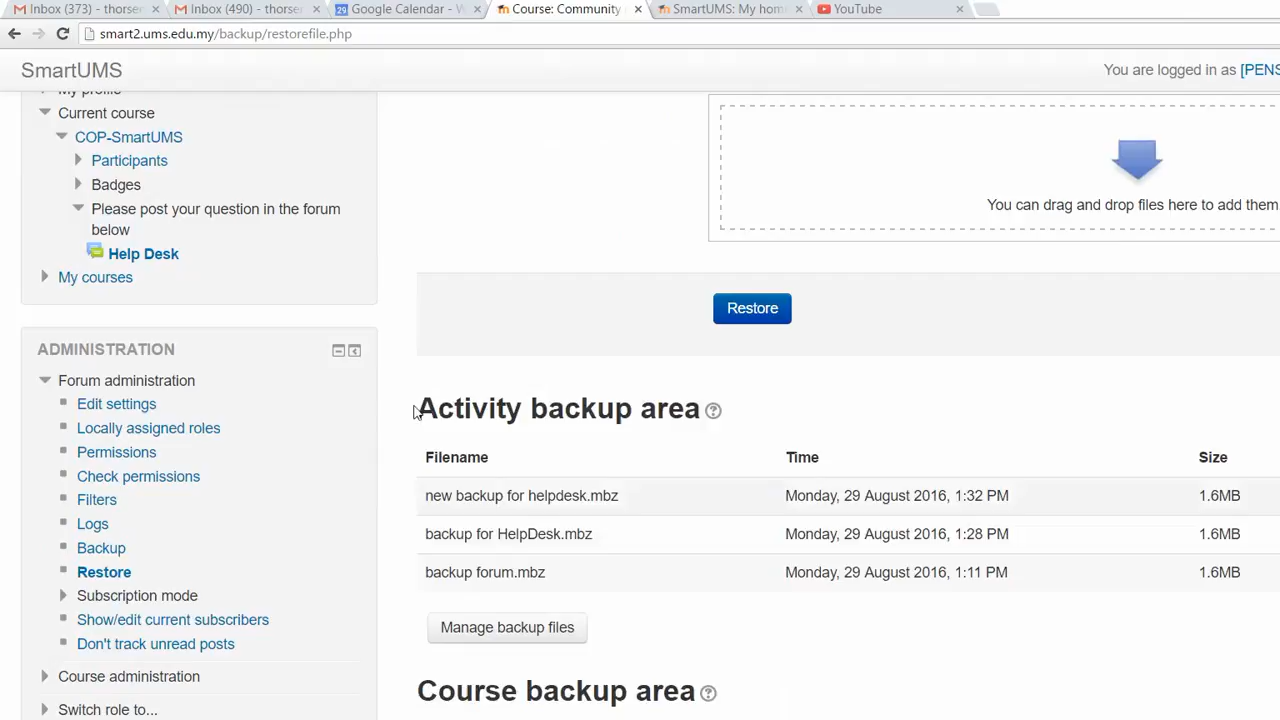 Inbox (373) - thorsee
Inbox (490) - thorsee
Google Calendar - W
Course: Community
SmartUMS: My hom
YouTube
smart2.ums.edu.my/backup/restorefile.php
SmartUMS
You are logged in as [PENS
My profile
Current course
COP-SmartUMS
Participants
Badges
Please post your question in the forum
below
Help Desk
My courses
You can drag and drop files here to add them
Restore
ADMINISTRATION
Forum administration
Edit settings
Locally assigned roles
Permissions
Check permissions
Filters
Logs
Backup
Restore
Subscription mode
Show/edit current subscribers
Don't track unread posts
Course administration
Switch role to...
Activity backup area
Filename Time Size
new backup for helpdesk.mbz Monday, 29 August 2016, 1:32 PM 1.6MB
backup for HelpDesk.mbz Monday, 29 August 2016, 1:28 PM 1.6MB
backup forum.mbz Monday, 29 August 2016, 1:11 PM 1.6MB
Manage backup files
Course backup area